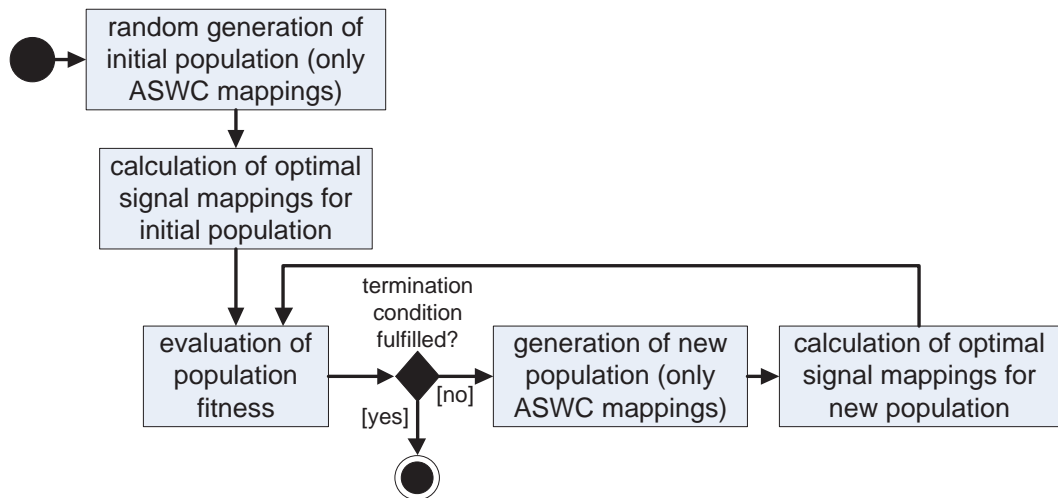 random generation of
initial population (only
ASWC mappings)
calculation of optimal
signal mappings for
initial population
termination
condition
fulfilled?
evaluation of
population
fitness
[yes]
[no]
generation of new
population (only
ASWC mappings)
calculation of optimal
signal mappings for
new population